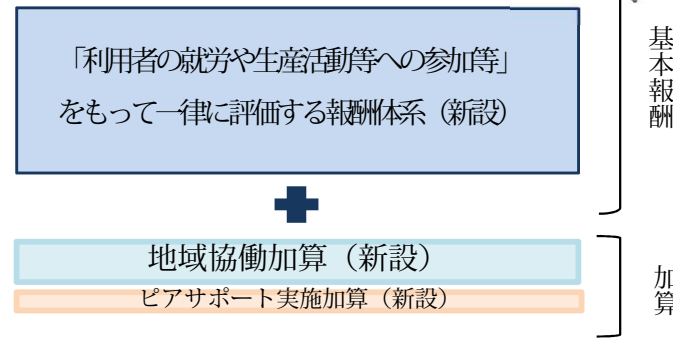 「利用者の就労や生産活動等への参加等」
をもって一律に評価する報酬体系（新設）
基本報酬
地域協働加算（新設）
ピアサポート実施加算（新設）
加算